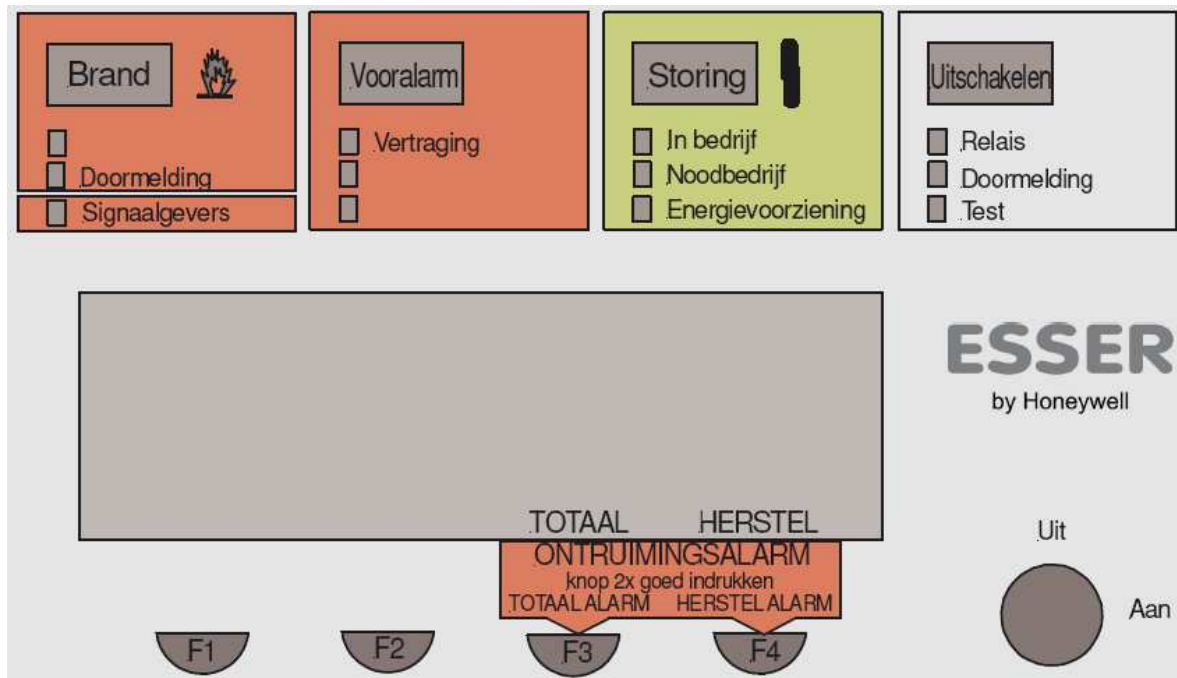 Brand
Doormelding
Signaalgevers
Vooralarm
Vertraging
Storing
In bedrijf
Noodbedrijf
Energievoorziening
Uitschakelen
Relais
Doormelding
Test
ESSER
by Honeywell
TOTAAL HERSTEL
ONTRUIMINGSALARM
knop 2x goed indrukken
TOTAAL ALARM HERSTEL ALARM
F1 F2 F3 F4
Uit
Aan